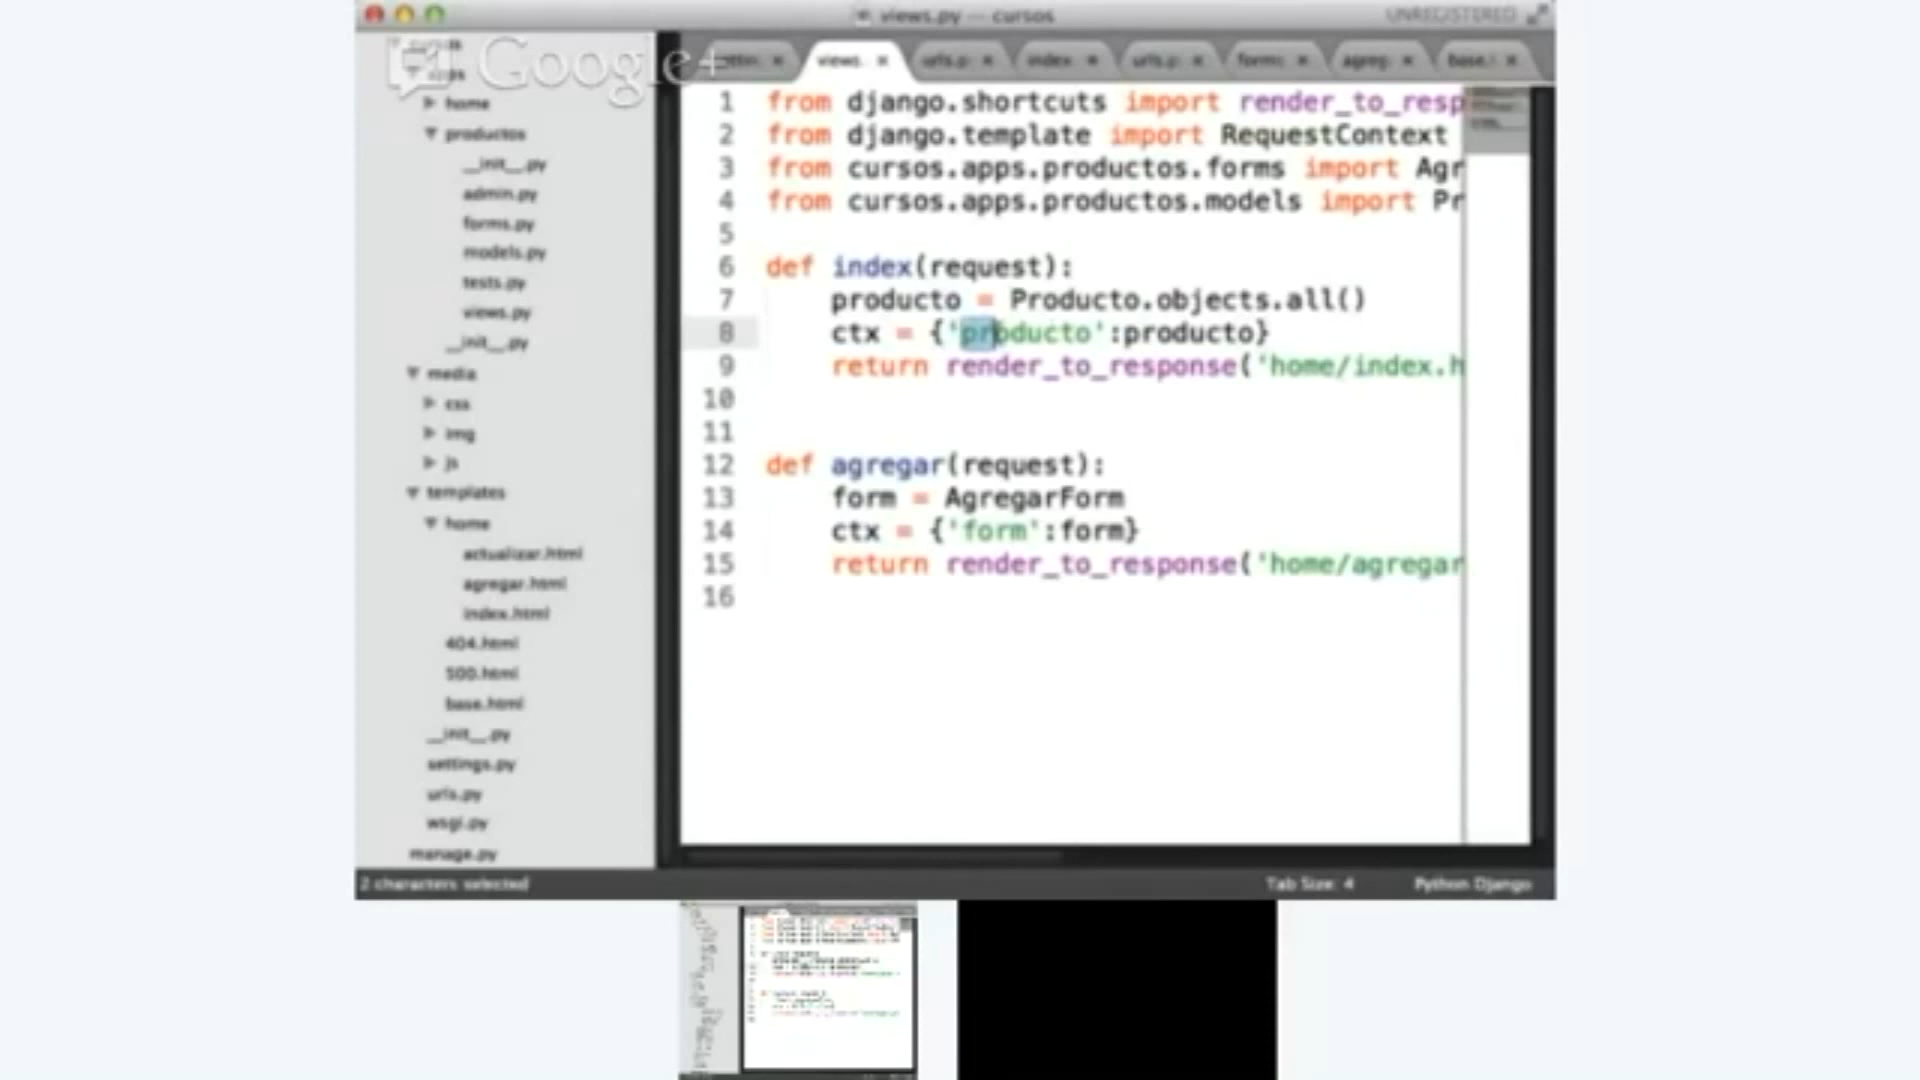 views.py — cursos
UNREGISTERED
Google+
views.
urls.p
index
urls.p
forms
agreg
base.
home
productos
__init__.py
admin.py
forms.py
models.py
tests.py
views.py
__init__.py
media
css
img
js
templates
home
actualizar.html
agregar.html
index.html
404.html
500.html
base.html
__init__.py
settings.py
urls.py
wsgi.py
manage.py
1 from django.shortcuts import render_to_resp
2 from django.template import RequestContext
3 from cursos.apps.productos.forms import Agr
4 from cursos.apps.productos.models import Pr
5
6 def index(request):
7 producto = Producto.objects.all()
8 ctx = {'producto':producto}
9 return render_to_response('home/index.h
10
11
12 def agregar(request):
13 form = AgregarForm
14 ctx = {'form':form}
15 return render_to_response('home/agregar
16
2 characters selected
Tab Size: 4
Python Django